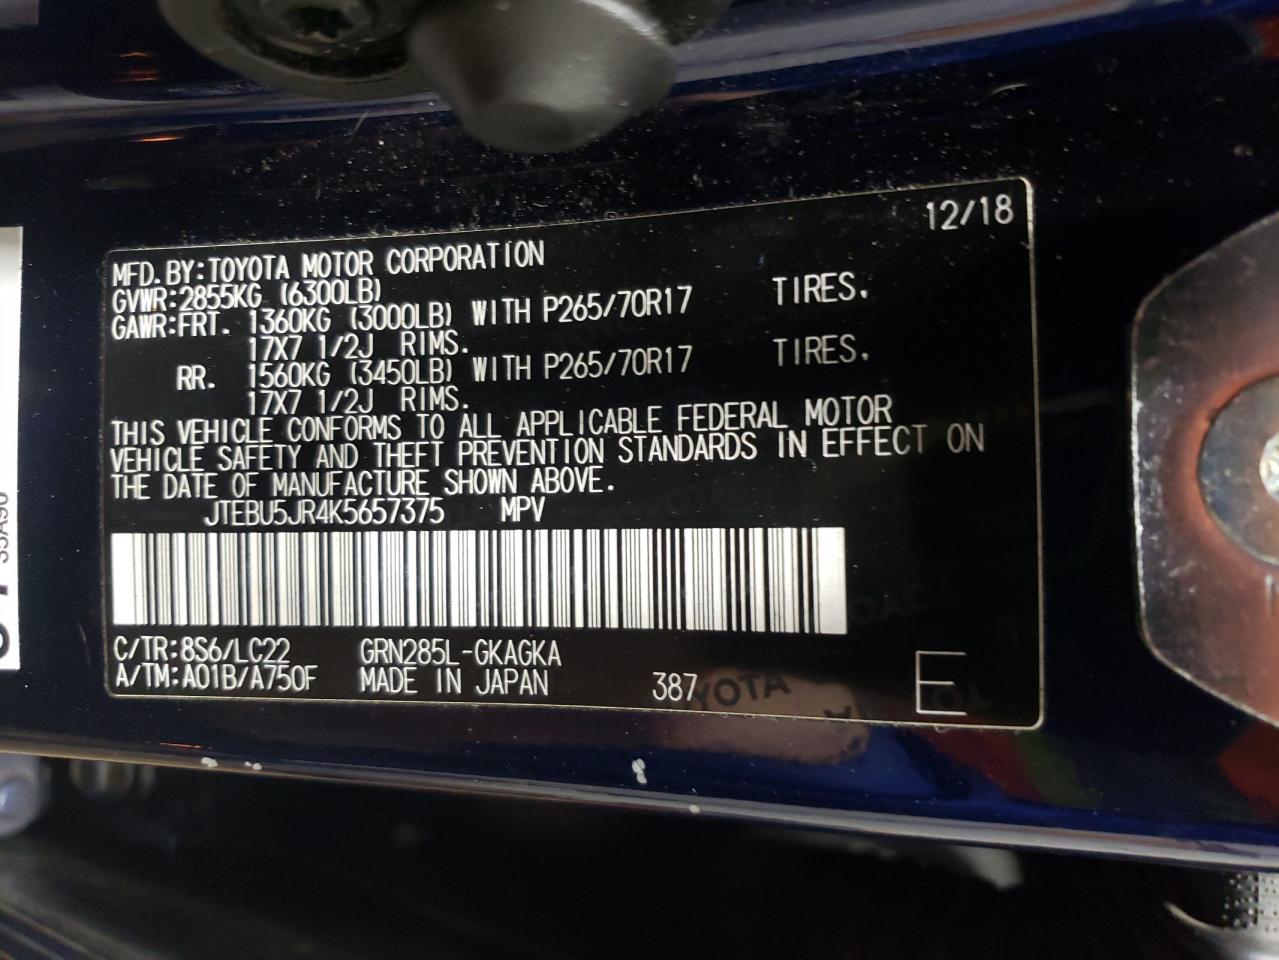 12/18
MFD.BY:TOYOTA MOTOR CORPORATION
GVWR:2855KG (6300LB)
GAWR:FRT. 1360KG (3000LB) WITH P265/70R17 TIRES.
17X7 1/2J RIMS.
RR. 1560KG (3450LB) WITH P265/70R17 TIRES.
17X7 1/2J RIMS.
THIS VEHICLE CONFORMS TO ALL APPLICABLE FEDERAL MOTOR
VEHICLE SAFETY AND THEFT PREVENTION STANDARDS IN EFFECT ON
THE DATE OF MANUFACTURE SHOWN ABOVE.
JTEBU5JR4K5657375 MPV
C/TR:8S6/LC22 GRN285L-GKAGKA
A/TM:A01B/A750F MADE IN JAPAN 387 E
TOYOTA
35A90